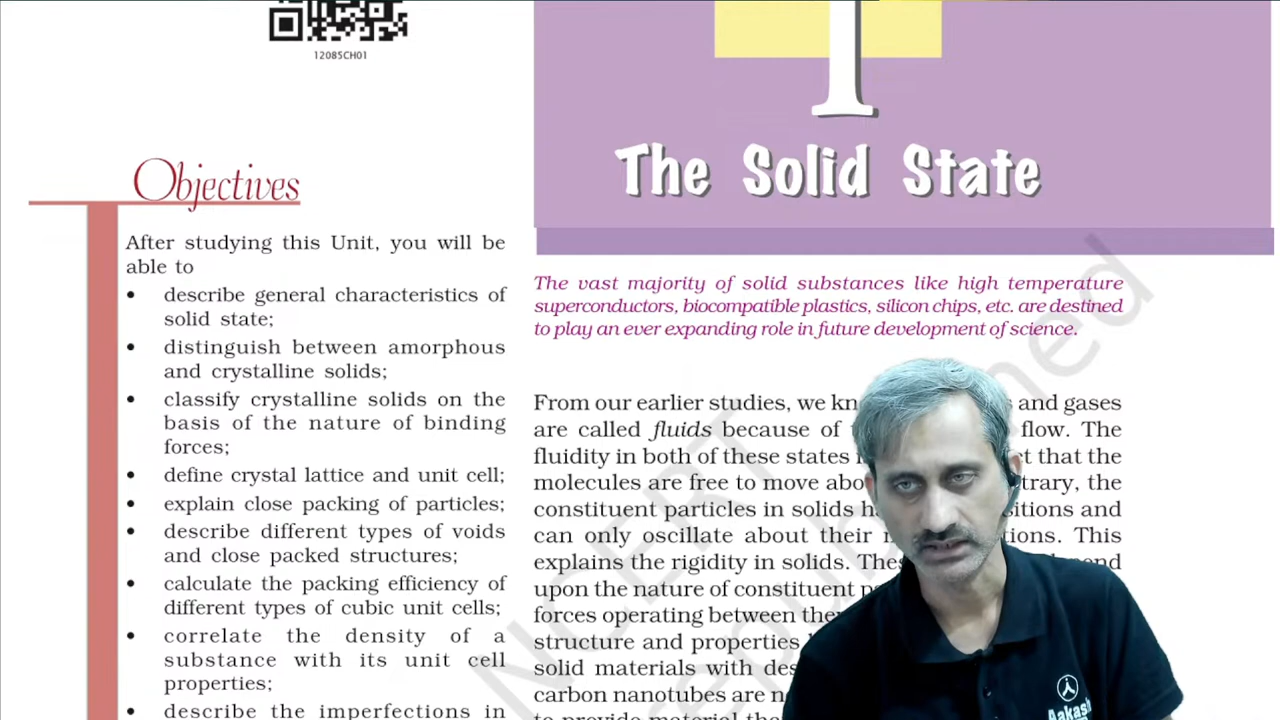 12085CH01
The Solid State
Objectives
After studying this Unit, you will be
able to
• describe general characteristics of
solid state;
• distinguish between amorphous
and crystalline solids;
• classify crystalline solids on the
basis of the nature of binding
forces;
• define crystal lattice and unit cell;
• explain close packing of particles;
• describe different types of voids
and close packed structures;
• calculate the packing efficiency of
different types of cubic unit cells;
• correlate the density of a
substance with its unit cell
properties;
• describe the imperfections in
The vast majority of solid substances like high temperature
superconductors, biocompatible plastics, silicon chips, etc. are destined
to play an ever expanding role in future development of science.
From our earlier studies, we and gases
are called fluids because of flow. The
fluidity in both of these states that the
molecules are free to move the
constituent particles in solids and
can only oscillate about their This
explains the rigidity in solids.
upon the nature of constituent
forces operating between
structure and properties
solid materials with
carbon nanotubes are
to provide material
NCERT
Aakash